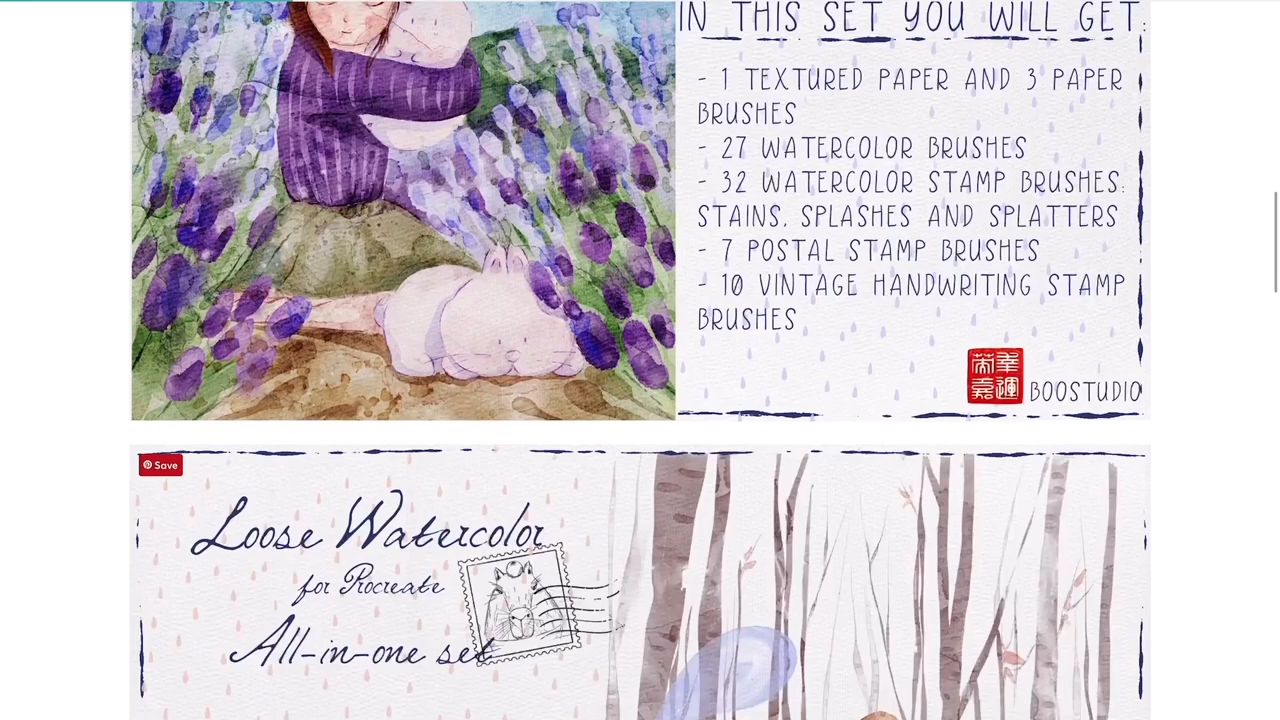 IN THIS SET YOU WILL GET:
- 1 TEXTURED PAPER AND 3 PAPER
BRUSHES
- 27 WATERCOLOR BRUSHES
- 32 WATERCOLOR STAMP BRUSHES:
STAINS, SPLASHES AND SPLATTERS
- 7 POSTAL STAMP BRUSHES
- 10 VINTAGE HANDWRITING STAMP
BRUSHES
BOOSTUDIO
Save
Loose Watercolor
for Procreate
All-in-one set